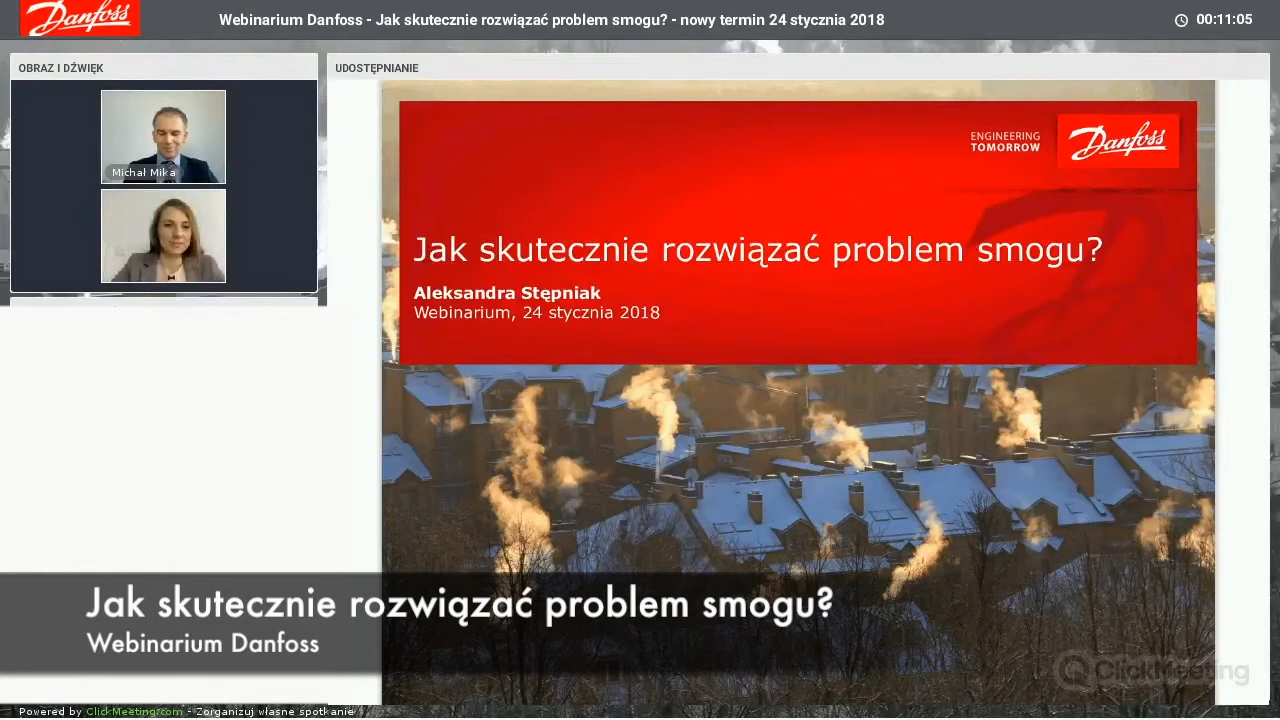 Danfoss
Webinarium Danfoss - Jak skutecznie rozwiązać problem smogu? - nowy termin 24 stycznia 2018
00:11:05
OBRAZ I DŹWIĘK
UDOSTĘPNIANIE
Michał Mika
ENGINEERING
TOMORROW
Danfoss
Jak skutecznie rozwiązać problem smogu?
Aleksandra Stępniak
Webinarium, 24 stycznia 2018
Jak skutecznie rozwiązać problem smogu?
Webinarium Danfoss
ClickMeeting
Powered by ClickMeeting.com - Zorganizuj własne spotkanie